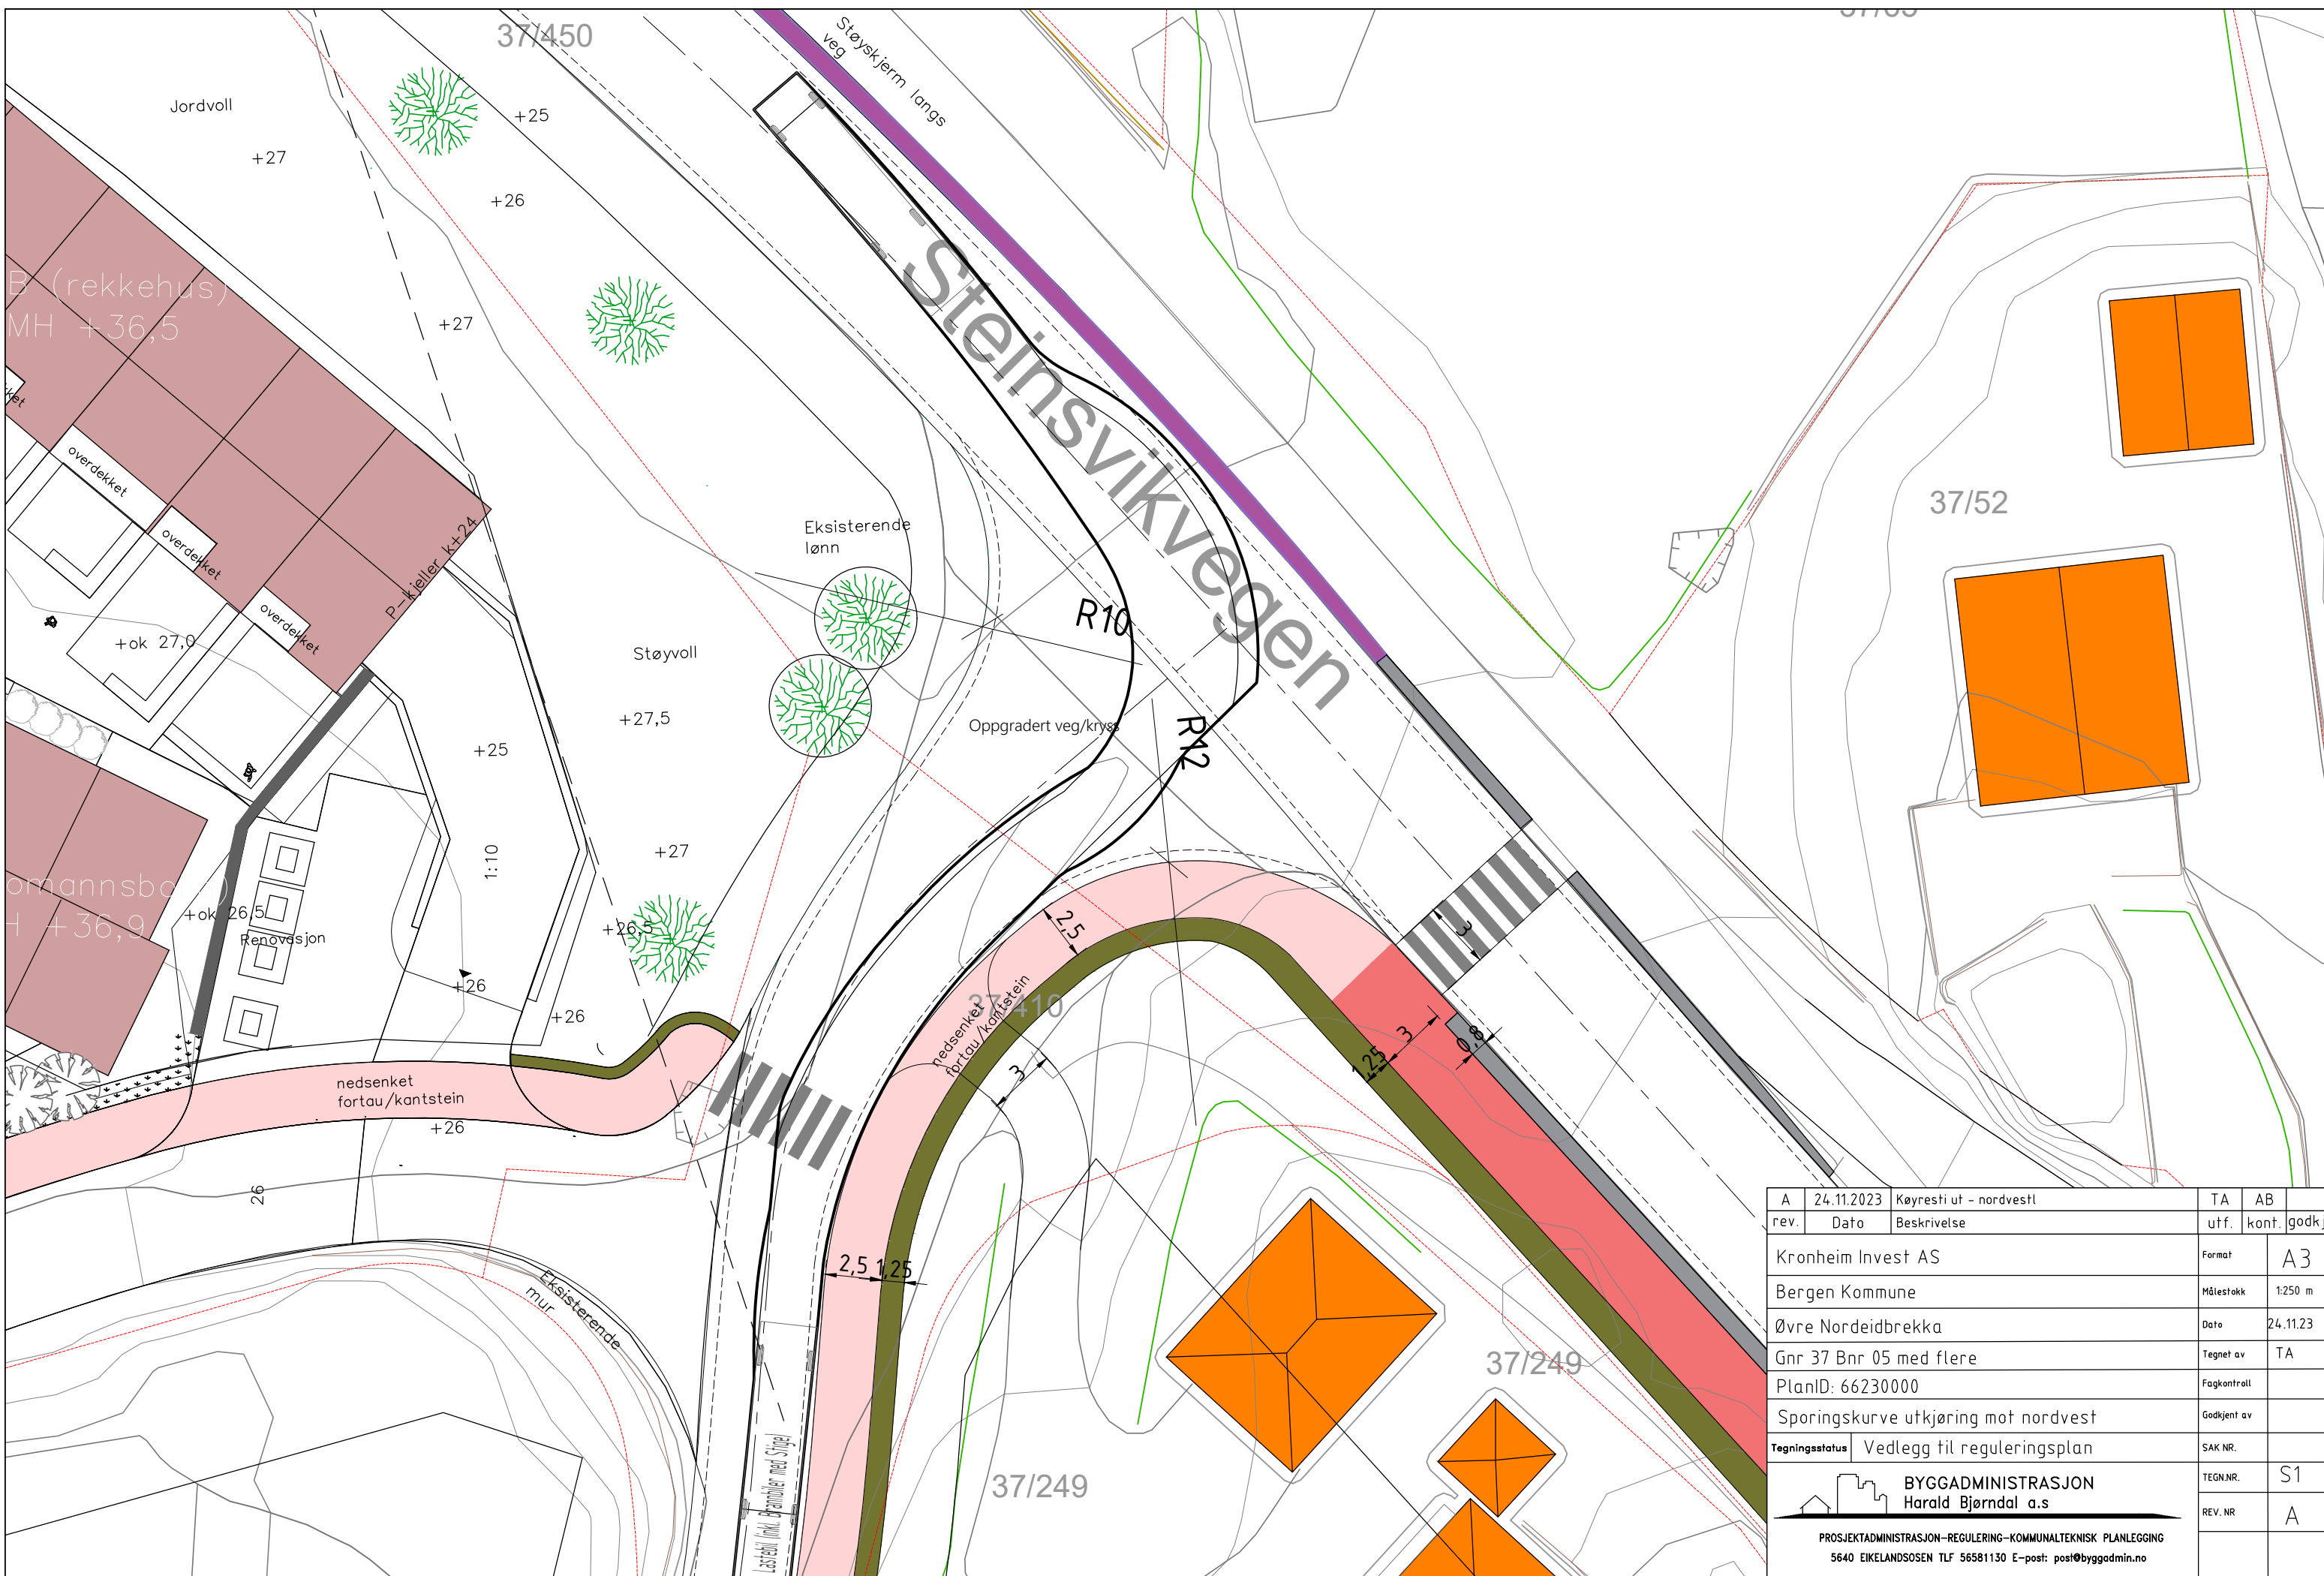 37/450
Støyskjerm langs
veg
Jordvoll
+25
+27
+26
B (rekkehus)
MH +36,5
+27
overdekket
overdekket
overdekket
P-kjeller k+24
Steinsvikvegen
37/52
Eksisterende
lønn
R10
+ok 27,0
Støyvoll
+27,5
Oppgradert veg/kryss
R12
+25
1:10
+27
+36,9
+ok 26,5
Renovasjon
+26,5
2,5
3
+26
+26
37/410
nedsenket
fortau/kantstein
3
3
0,8
1,25
nedsenket
fortau/kantstein
+26
26
2,5
1,25
Eksisterende
mur
37/249
37/249
Lastebil (inkl. Brannbiler med Stige)
A 24.11.2023 Køyresti ut - nordvestl TA AB
rev. Dato Beskrivelse utf. kont. godkj
Kronheim Invest AS Format A3
Bergen Kommune Målestokk 1:250 m
Øvre Nordeidbrekka Dato 24.11.23
Gnr 37 Bnr 05 med flere Tegnet av TA
PlanID: 66230000 Fagkontroll
Sporingskurve utkjøring mot nordvest Godkjent av
Tegningsstatus Vedlegg til reguleringsplan SAK NR.
BYGGADMINISTRASJON
Harald Bjørndal a.s
TEGN.NR. S1
REV. NR A
PROSJEKTADMINISTRASJON-REGULERING-KOMMUNALTEKNISK PLANLEGGING
5640 EIKELANDSOSEN TLF 56581130 E-post: post@byggadmin.no